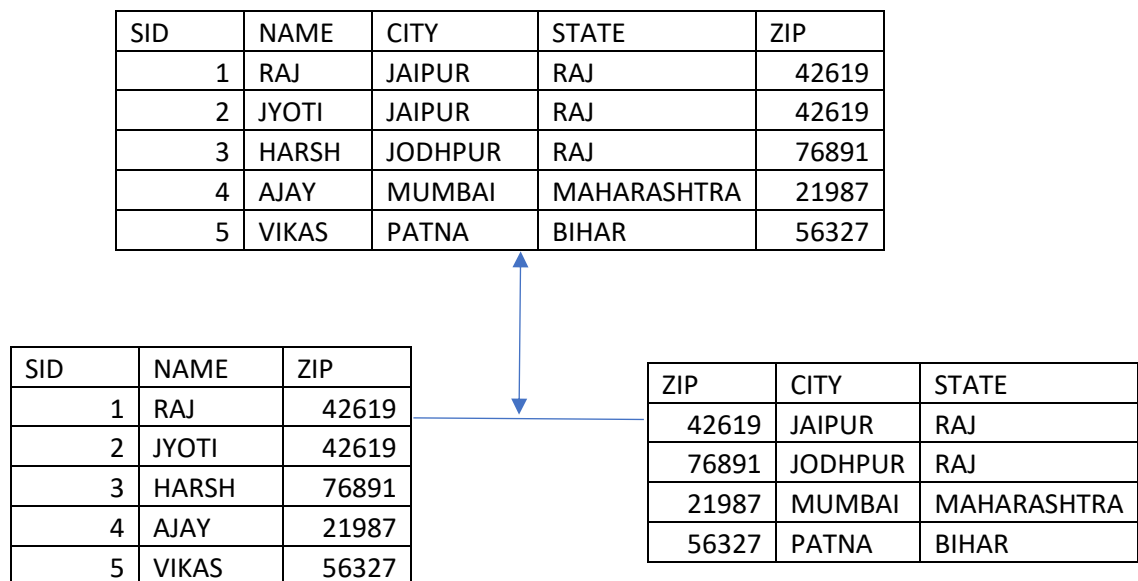 SID NAME CITY STATE ZIP
1 RAJ JAIPUR RAJ 42619
2 JYOTI JAIPUR RAJ 42619
3 HARSH JODHPUR RAJ 76891
4 AJAY MUMBAI MAHARASHTRA 21987
5 VIKAS PATNA BIHAR 56327
SID NAME ZIP
1 RAJ 42619
2 JYOTI 42619
3 HARSH 76891
4 AJAY 21987
5 VIKAS 56327
ZIP CITY STATE
42619 JAIPUR RAJ
76891 JODHPUR RAJ
21987 MUMBAI MAHARASHTRA
56327 PATNA BIHAR